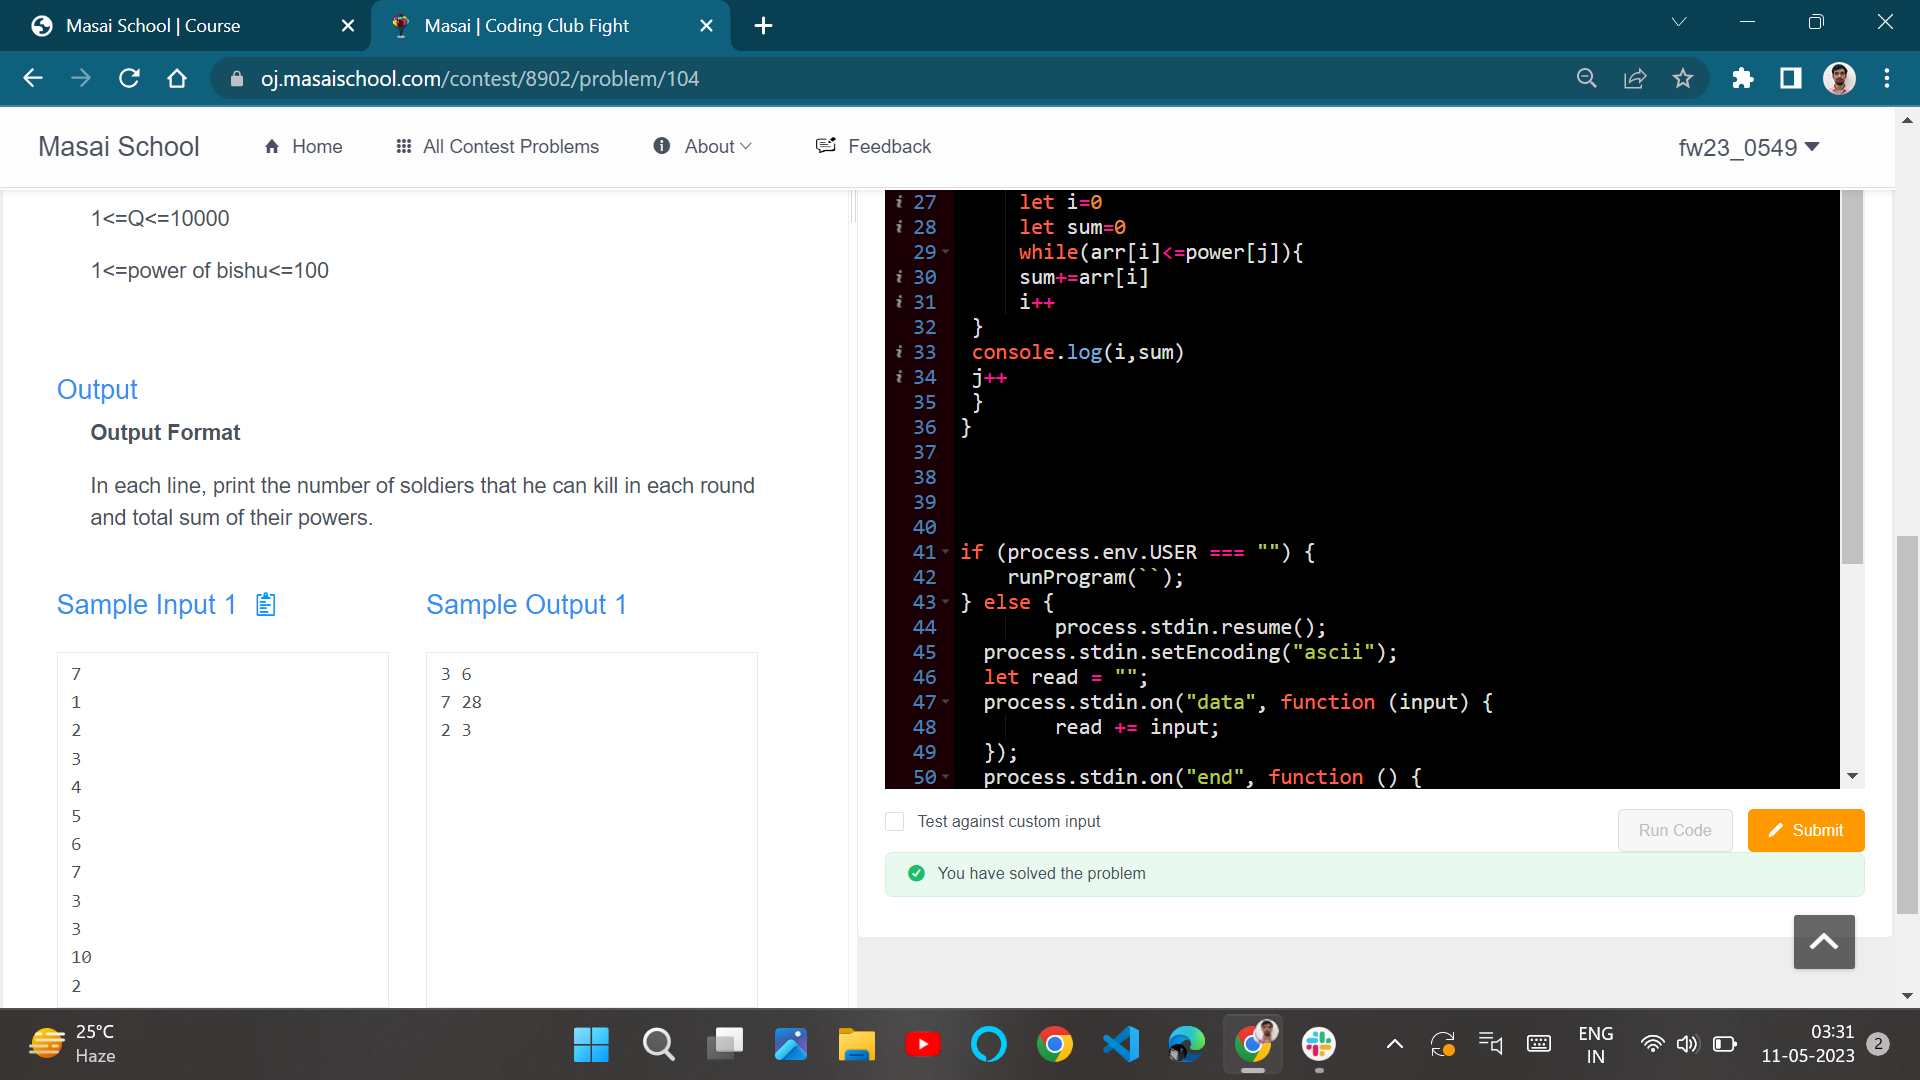 Masai School | Course
Masai | Coding Club Fight
oj.masaischool.com/contest/8902/problem/104
Masai School
Home
All Contest Problems
About
Feedback
fw23_0549
1<=Q<=10000
1<=power of bishu<=100
Output
Output Format
In each line, print the number of soldiers that he can kill in each round
and total sum of their powers.
Sample Input 1
Sample Output 1
7
1
2
3
4
5
6
7
3
3
10
2
3 6
7 28
2 3
27 let i=0
28 let sum=0
29 while(arr[i]<=power[j]){
30 sum+=arr[i]
31 i++
32 }
33 console.log(i,sum)
34 j++
35 }
36 }
37
38
39
40
41 if (process.env.USER === "") {
42 runProgram(``);
43 } else {
44 process.stdin.resume();
45 process.stdin.setEncoding("ascii");
46 let read = "";
47 process.stdin.on("data", function (input) {
48 read += input;
49 });
50 process.stdin.on("end", function () {
Test against custom input
Run Code
Submit
You have solved the problem
25°C
Haze
ENG
IN
03:31
11-05-2023
2